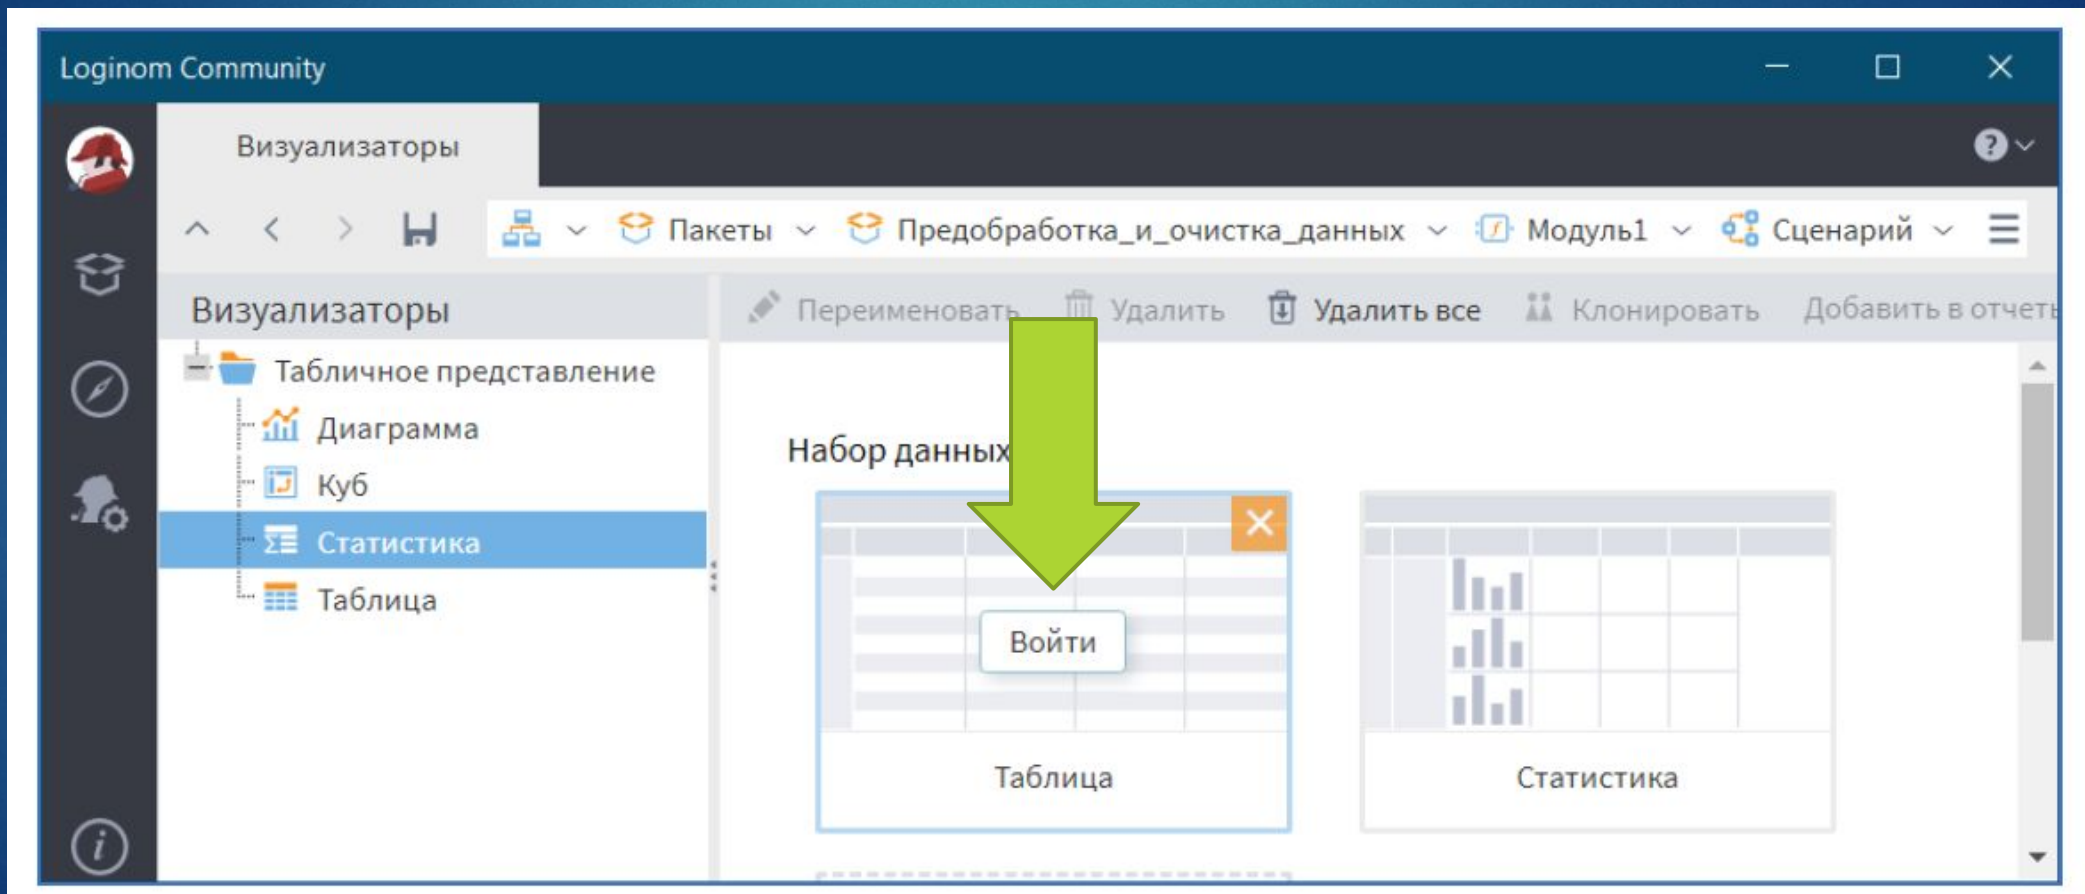 Loginom Community
Визуализаторы
Пакеты Предобработка_и_очистка_данных Модуль1 Сценарий
Визуализаторы
Переименовать Удалить Удалить все Клонировать Добавить в отчеть
Табличное представление
Диаграмма
Куб
Статистика
Таблица
Набор данных
Войти
Таблица
Статистика